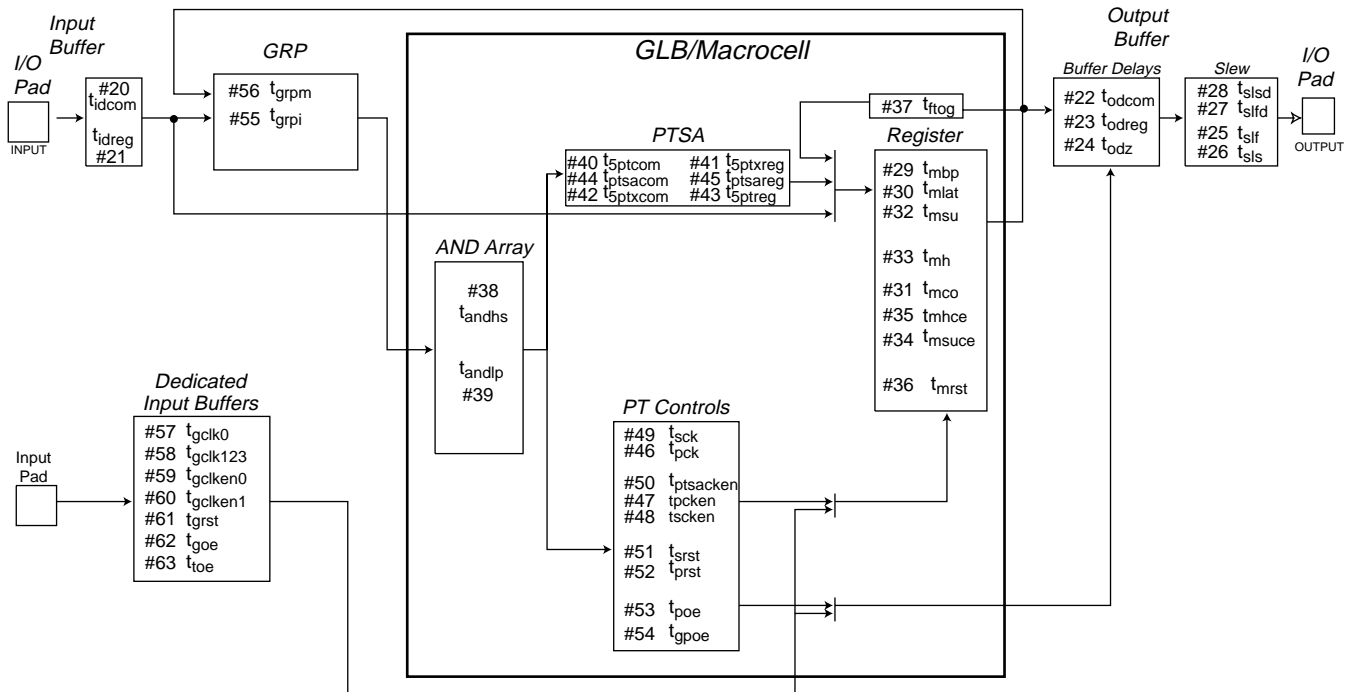 Input
Buffer
I/O
Pad
INPUT
#20
tidcom
tidreg
#21
GRP
#56 tgrpm
#55 tgrpi
GLB/Macrocell
#37 tftog
PTSA
#40 t5ptcom #41 t5ptxreg
#44 tptsacom #45 tptsareg
#42 t5ptxcom #43 t5ptreg
Register
#29 tmbp
#30 tmlat
#32 tmsu
#33 tmh
#31 tmco
#35 tmhce
#34 tmsuce
#36 tmrst
Output
Buffer
Buffer Delays
#22 todcom
#23 todreg
#24 todz
Slew
#28 tslsd
#27 tslfd
#25 tslf
#26 tsls
I/O
Pad
OUTPUT
AND Array
#38
tandhs
tandlp
#39
Dedicated
Input Buffers
#57 tgclk0
#58 tgclk123
#59 tgclken0
#60 tgclken1
#61 tgrst
#62 tgoe
#63 ttoe
Input
Pad
PT Controls
#49 tsck
#46 tpck
#50 tptsacken
#47 tpcken
#48 tscken
#51 tsrst
#52 tprst
#53 tpoe
#54 tgpoe